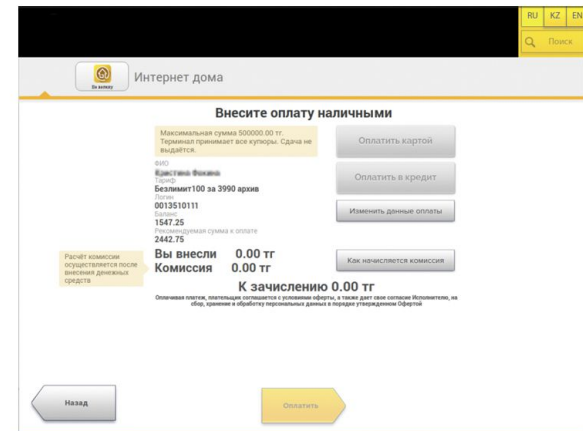 RU KZ EN
Поиск
Интернет дома
Внесите оплату наличными
Максимальная сумма 500000.00 тг.
Терминал принимает все купюры. Сдача не
выдаётся.
Оплатить картой
ФИО
Тариф
Безлимит100 за 3990 архив
Оплатить в кредит
Логин
0013510111
Баланс
1547.25
Изменить данные оплаты
Рекомендуемая сумма к оплате
2442.75
Расчёт комиссии
осуществляется после
внесения денежных
средств
Вы внесли 0.00 тг
Комиссия 0.00 тг
Как начисляется комиссия
К зачислению 0.00 тг
Оплачивая платеж, плательщик соглашается с условиями оферты, а также дает свое согласие Исполнителю, на
сбор, хранение и обработку персональных данных в порядке утвержденном Офертой
Назад
Оплатить